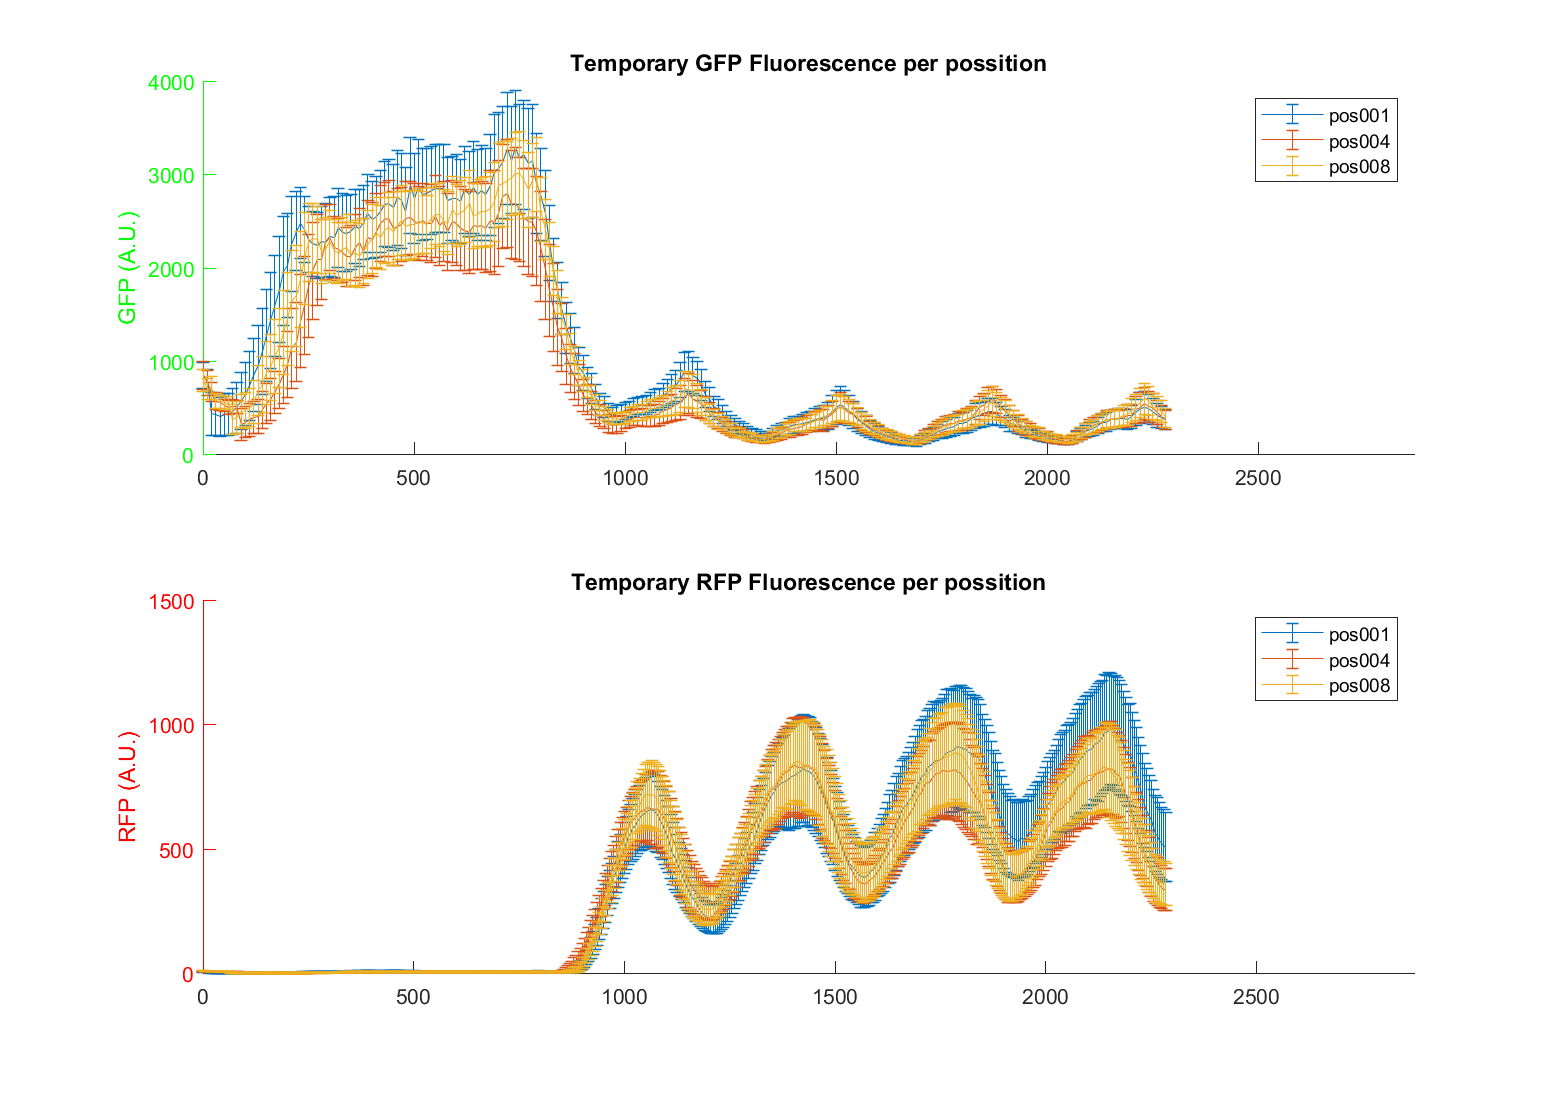 Temporary GFP Fluorescence per possition
GFP (A.U.)
4000
3000
2000
1000
0
0 500 1000 1500 2000 2500
pos001
pos004
pos008
Temporary RFP Fluorescence per possition
RFP (A.U.)
1500
1000
500
0
0 500 1000 1500 2000 2500
pos001
pos004
pos008